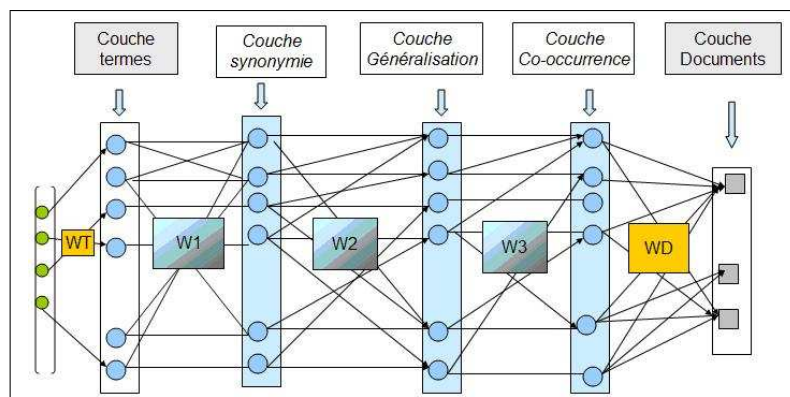 Couche
termes
Couche
synonymie
Couche
Généralisation
Couche
Co-occurrence
Couche
Documents
WT
W1
W2
W3
WD